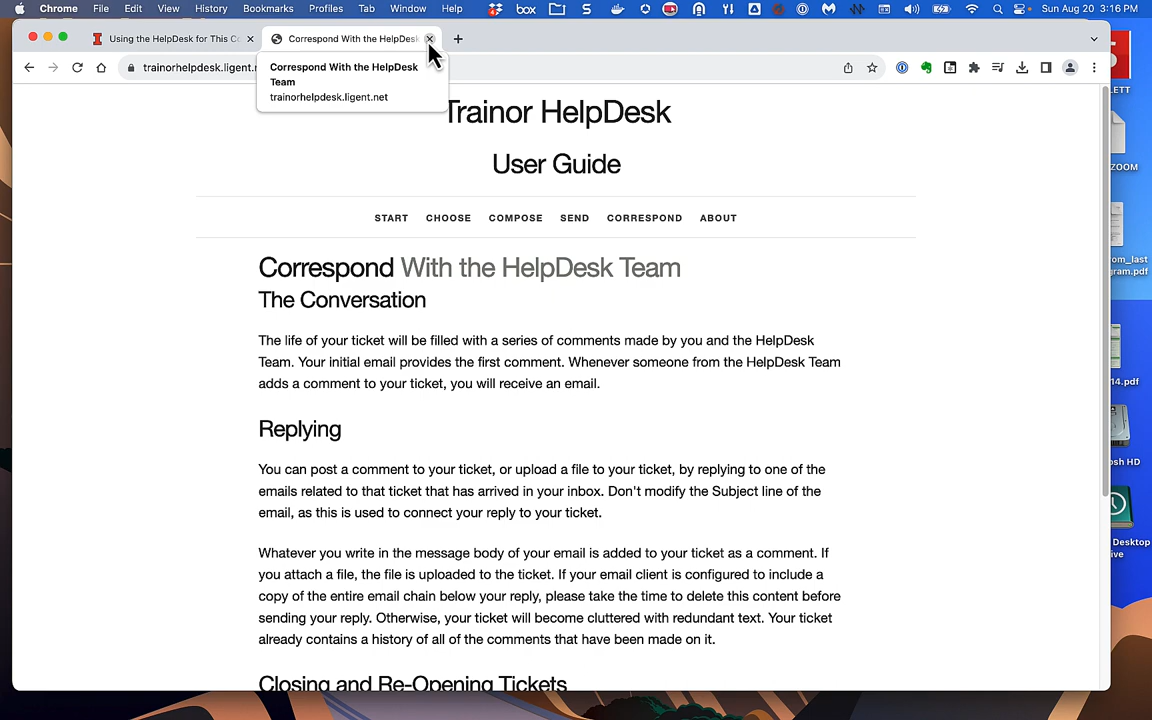 Chrome File Edit View History Bookmarks Profiles Tab Window Help box Sun Aug 20 3:16 PM
Using the HelpDesk for This Co Correspond With the HelpDesk
trainorhelpdesk.ligent.n
Correspond With the HelpDesk
Team
trainorhelpdesk.ligent.net
Trainor HelpDesk
User Guide
START CHOOSE COMPOSE SEND CORRESPOND ABOUT
Correspond With the HelpDesk Team
The Conversation
The life of your ticket will be filled with a series of comments made by you and the HelpDesk
Team. Your initial email provides the first comment. Whenever someone from the HelpDesk Team
adds a comment to your ticket, you will receive an email.
Replying
You can post a comment to your ticket, or upload a file to your ticket, by replying to one of the
emails related to that ticket that has arrived in your inbox. Don't modify the Subject line of the
email, as this is used to connect your reply to your ticket.
Whatever you write in the message body of your email is added to your ticket as a comment. If
you attach a file, the file is uploaded to the ticket. If your email client is configured to include a
copy of the entire email chain below your reply, please take the time to delete this content before
sending your reply. Otherwise, your ticket will become cluttered with redundant text. Your ticket
already contains a history of all of the comments that have been made on it.
Closing and Re-Opening Tickets
LETT
ZOOM
om_last
gram.pdf
14.pdf
osh HD
Desktop
ive